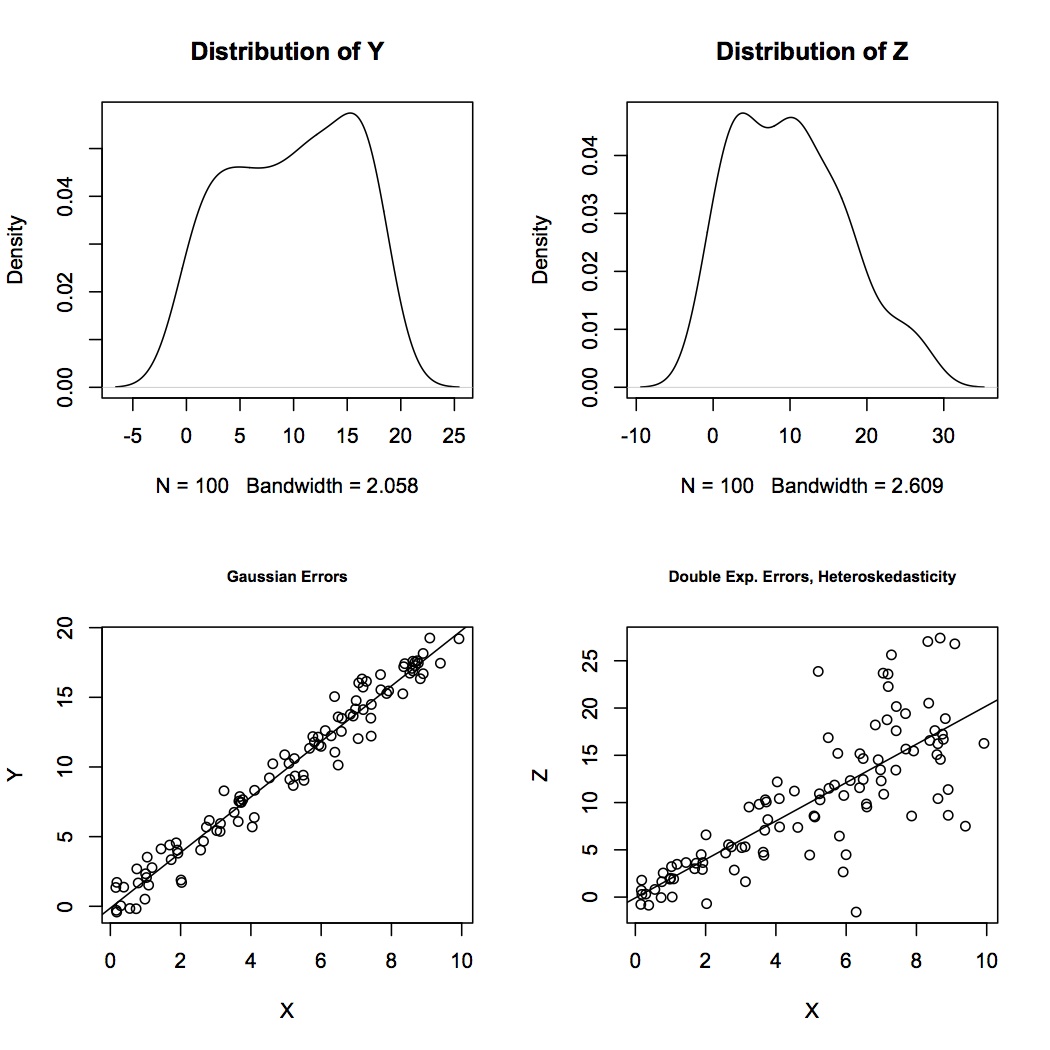 Distribution of Y
Density
0.00 0.02 0.04
-5 0 5 10 15 20 25
N = 100 Bandwidth = 2.058
Distribution of Z
Density
0.00 0.01 0.02 0.03 0.04
-10 0 10 20 30
N = 100 Bandwidth = 2.609
Gaussian Errors
Y
0 5 10 15 20
0 2 4 6 8 10
X
Double Exp. Errors, Heteroskedasticity
Z
0 5 10 15 20 25
0 2 4 6 8 10
X